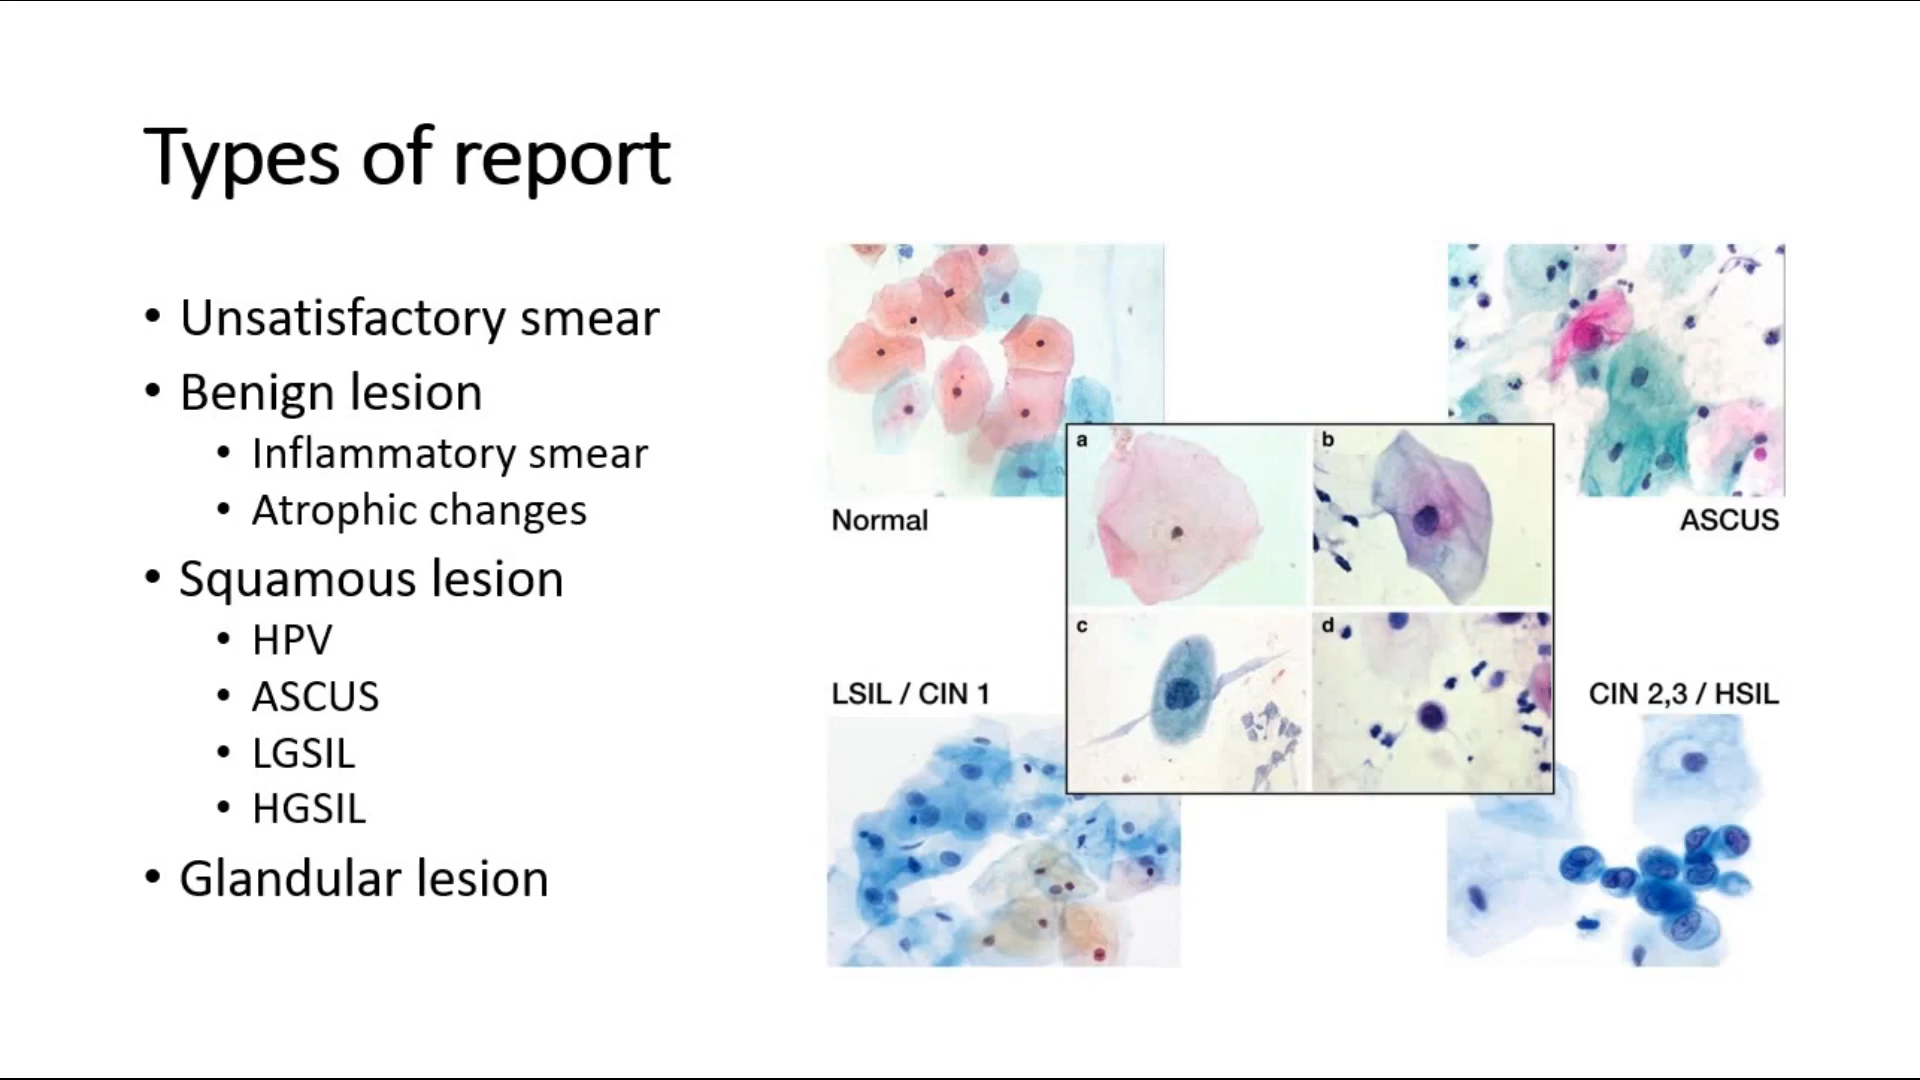 Types of report
• Unsatisfactory smear
• Benign lesion
• Inflammatory smear
• Atrophic changes
• Squamous lesion
• HPV
• ASCUS
• LGSIL
• HGSIL
• Glandular lesion
Normal
ASCUS
a
b
c
d
LSIL / CIN 1
CIN 2,3 / HSIL